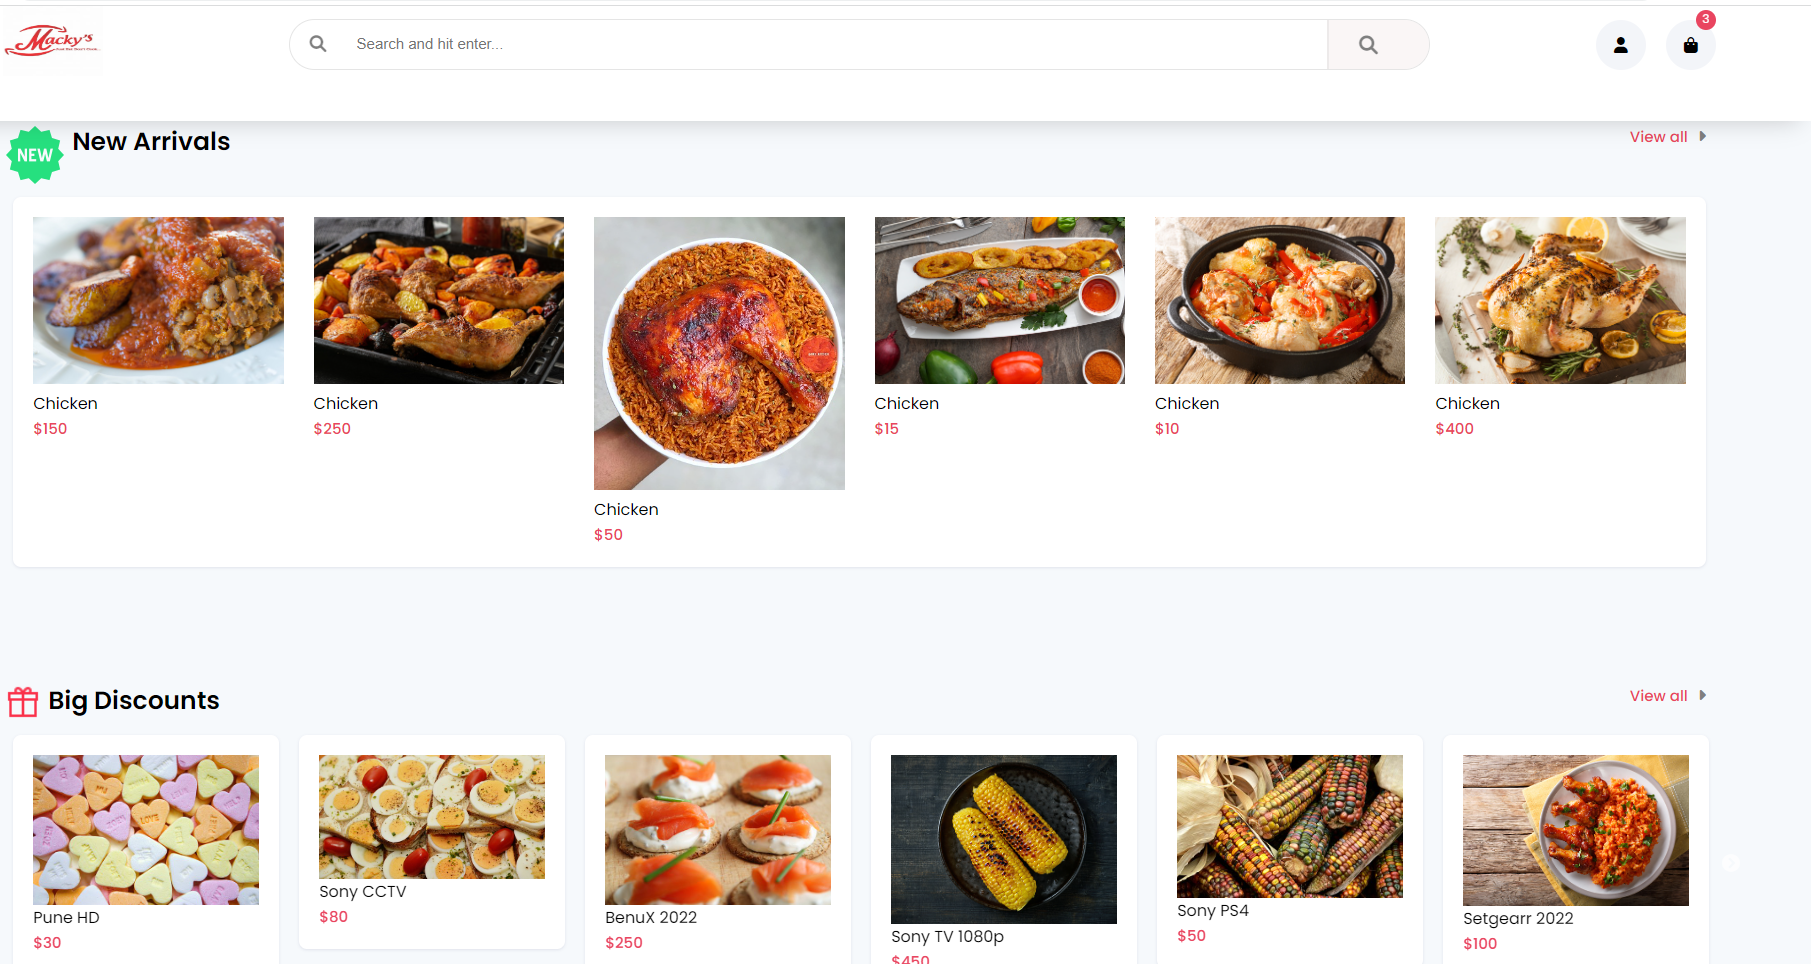 Macky's
Search and hit enter...
3
NEW
New Arrivals
View all
Chicken
$150
Chicken
$250
Chicken
$50
Chicken
$15
Chicken
$10
Chicken
$400
Big Discounts
View all
LOVE
Pune HD
$30
Sony CCTV
$80
BenuX 2022
$250
Sony TV 1080p
$450
Sony PS4
$50
Setgearr 2022
$100